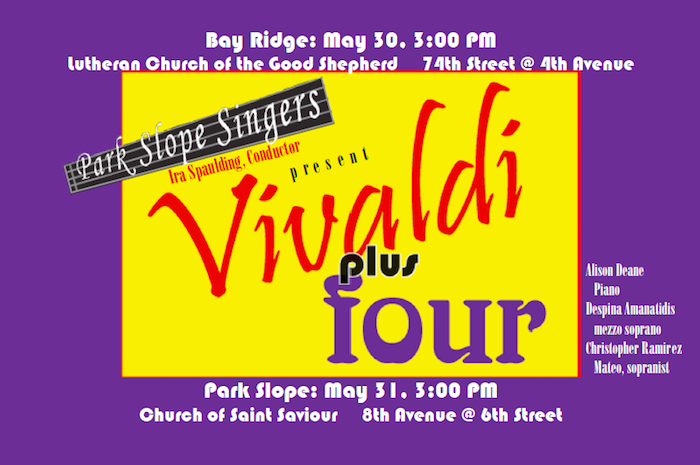 Bay Ridge: May 30, 3:00 PM
Lutheran Church of the Good Shepherd 74th Street @ 4th Avenue
Park Slope Singers
Ira Spaulding, Conductor
present
Vivaldi
plus
four
Alison Deane
Piano
Despina Amanatidis
mezzo soprano
Christopher Ramirez
Mateo, sopranist
Park Slope: May 31, 3:00 PM
Church of Saint Saviour 8th Avenue @ 6th Street